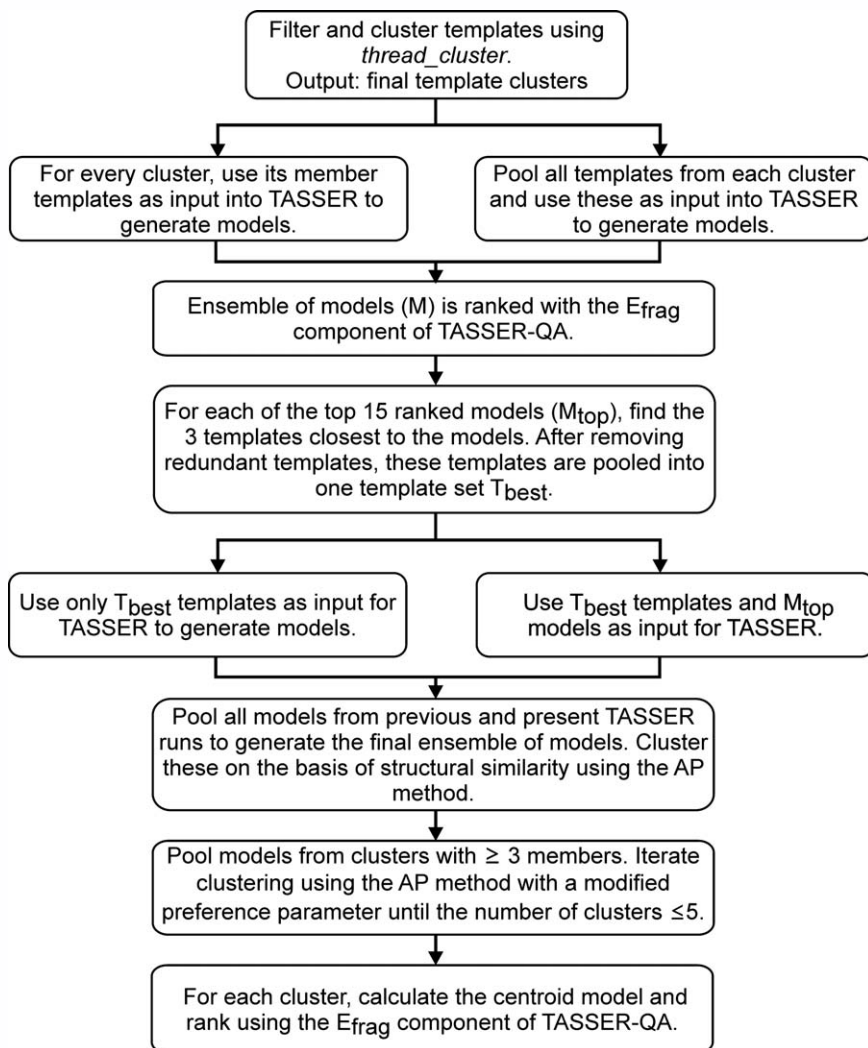 Filter and cluster templates using
thread_cluster.
Output: final template clusters
For every cluster, use its member
templates as input into TASSER to
generate models.
Pool all templates from each cluster
and use these as input into TASSER
to generate models.
Ensemble of models (M) is ranked with the Efrag
component of TASSER-QA.
For each of the top 15 ranked models (Mtop), find the
3 templates closest to the models. After removing
redundant templates, these templates are pooled into
one template set Tbest.
Use only Tbest templates as input for
TASSER to generate models.
Use Tbest templates and Mtop
models as input for TASSER.
Pool all models from previous and present TASSER
runs to generate the final ensemble of models. Cluster
these on the basis of structural similarity using the AP
method.
Pool models from clusters with ≥ 3 members. Iterate
clustering using the AP method with a modified
preference parameter until the number of clusters ≤5.
For each cluster, calculate the centroid model and
rank using the Efrag component of TASSER-QA.